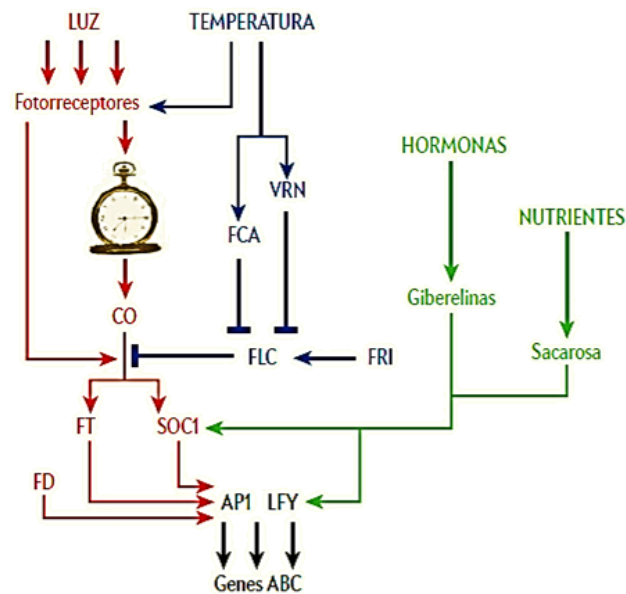 LUZ
TEMPERATURA
Fotorreceptores
HORMONAS
VRN
NUTRIENTES
FCA
Giberelinas
CO
FLC
FRI
Sacarosa
FT
SOC1
FD
AP1
LFY
Genes ABC